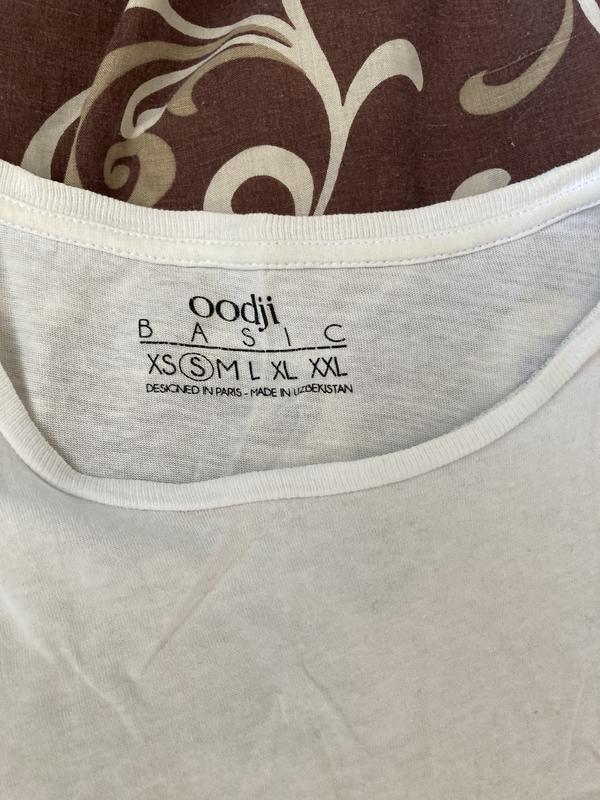 oodji
BASIC
XS S M L XL XXL
DESIGNED IN PARIS - MADE IN UZBEKISTAN